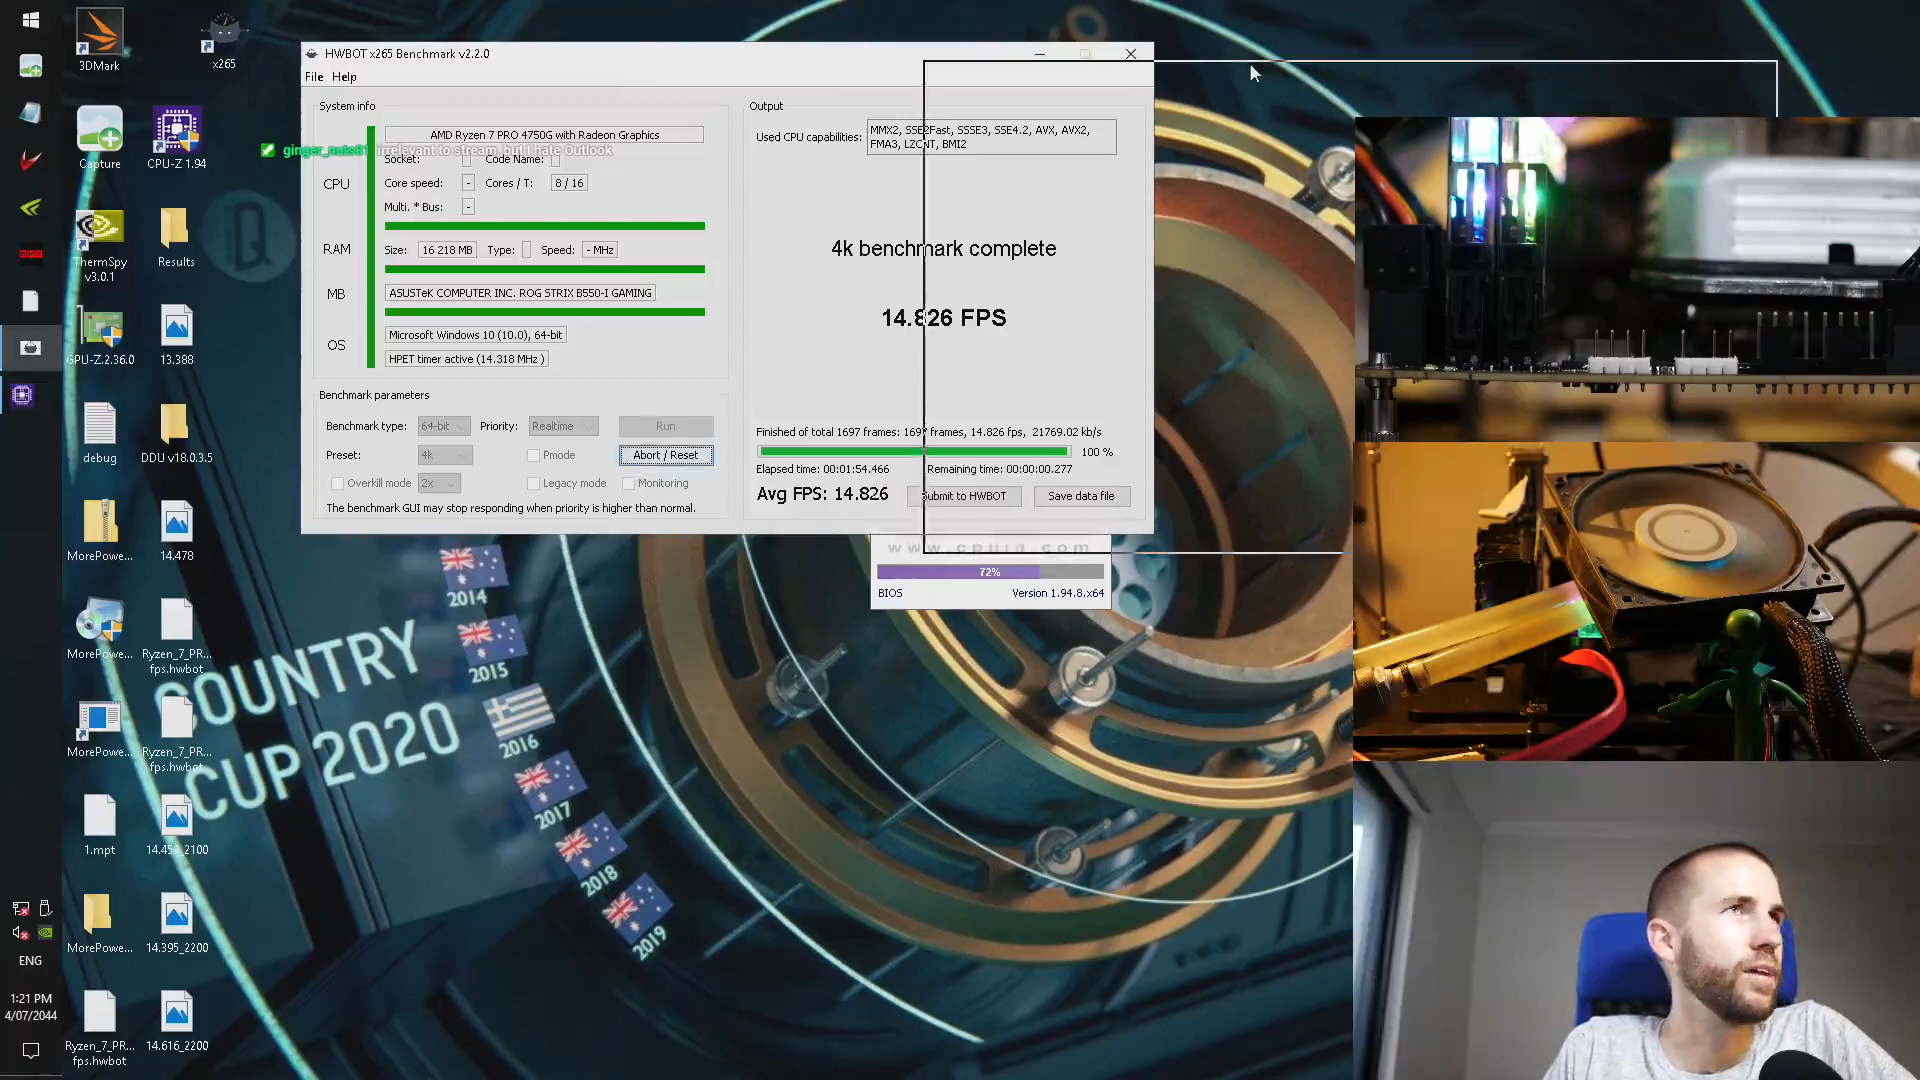 3DMark
x265
Capture
CPU-Z 1.94
ThermSpy
v3.0.1
Results
GPU-Z.2.36.0
13.388
debug
DDU v18.0.3.5
MorePowe...
14.478
MorePowe...
Ryzen_7_PR...
fps.hwbot
MorePowe...
Ryzen_7_PR...
fps.hwbot
1.mpt
14.459_2100
MorePowe...
14.395_2200
Ryzen_7_PR...
fps.hwbot
14.616_2200
ENG
1:21 PM
4/07/2044
HWBOT x265 Benchmark v2.2.0
File Help
System info
AMD Ryzen 7 PRO 4750G with Radeon Graphics
ginger_nuts81 irrelevant to stream, but I hate Outlook
CPU
Socket: Code Name:
Core speed: - Cores / T: 8 / 16
Multi. * Bus: -
RAM
Size: 16 218 MB Type: Speed: - MHz
MB
ASUSTeK COMPUTER INC. ROG STRIX B550-I GAMING
OS
Microsoft Windows 10 (10.0), 64-bit
HPET timer active (14.318 MHz )
Benchmark parameters
Benchmark type: 64-bit Priority: Realtime Run
Preset: 4k Pmode Abort / Reset
Overkill mode 2x Legacy mode Monitoring
The benchmark GUI may stop responding when priority is higher than normal.
Output
Used CPU capabilities: MMX2, SSE2Fast, SSSE3, SSE4.2, AVX, AVX2,
FMA3, LZCNT, BMI2
4k benchmark complete
14.826 FPS
Finished of total 1697 frames: 1697 frames, 14.826 fps, 21769.02 kb/s
100 %
Elapsed time: 00:01:54.466 Remaining time: 00:00:00.277
Avg FPS: 14.826 Submit to HWBOT Save data file
www.cpuid.com
72%
BIOS Version 1.94.8.x64
COUNTRY
CUP 2020
2014
2015
2016
2017
2018
2019